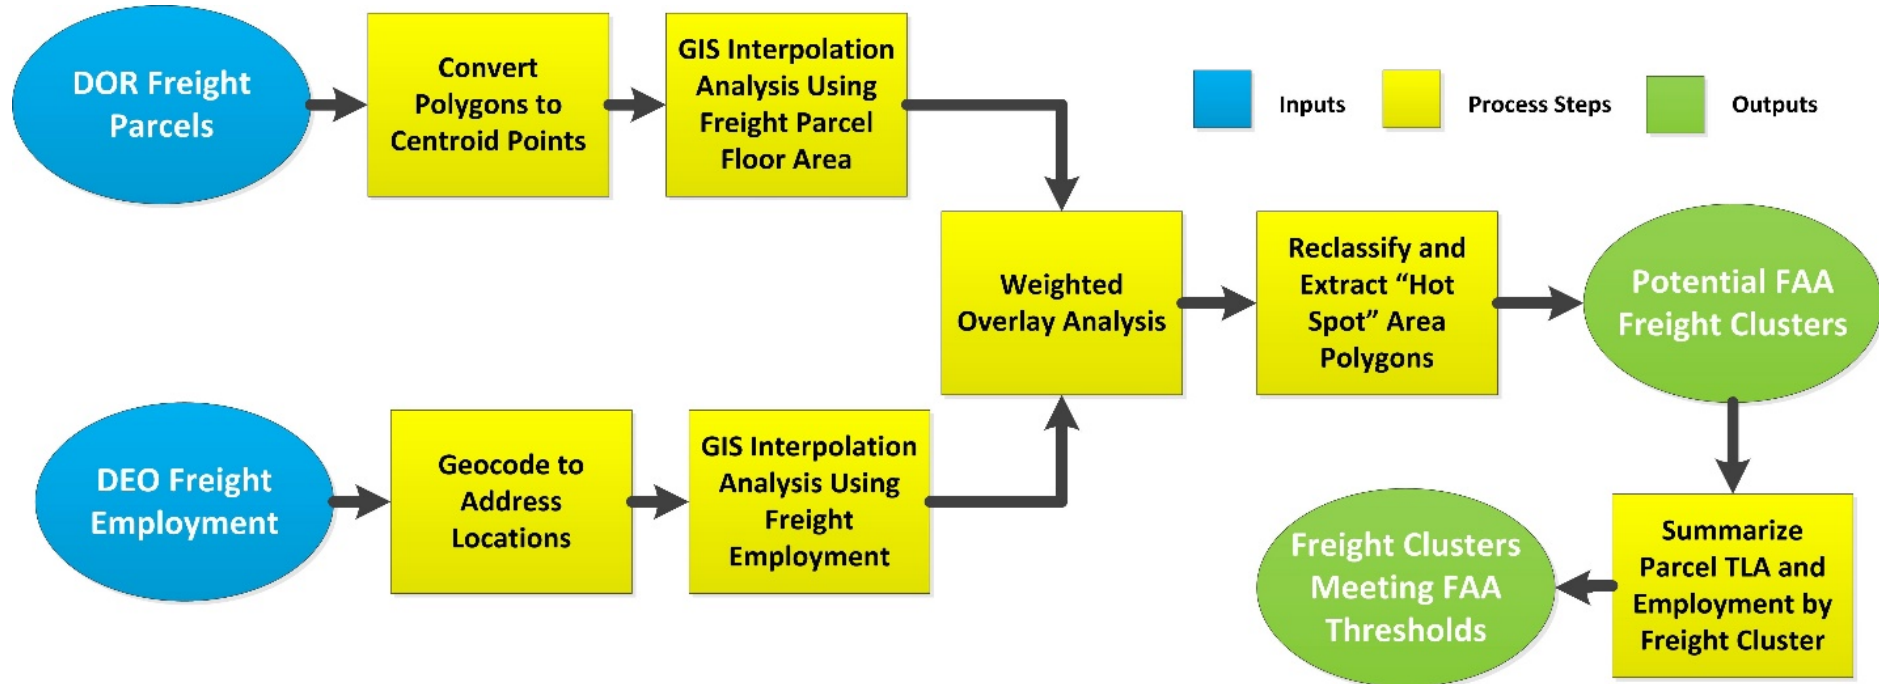 DOR Freight
Parcels
Convert
Polygons to
Centroid Points
GIS Interpolation
Analysis Using
Freight Parcel
Floor Area
Inputs
Process Steps
Outputs
Weighted
Overlay Analysis
Reclassify and
Extract “Hot
Spot” Area
Polygons
Potential FAA
Freight Clusters
DEO Freight
Employment
Geocode to
Address
Locations
GIS Interpolation
Analysis Using
Freight
Employment
Freight Clusters
Meeting FAA
Thresholds
Summarize
Parcel TLA and
Employment by
Freight Cluster